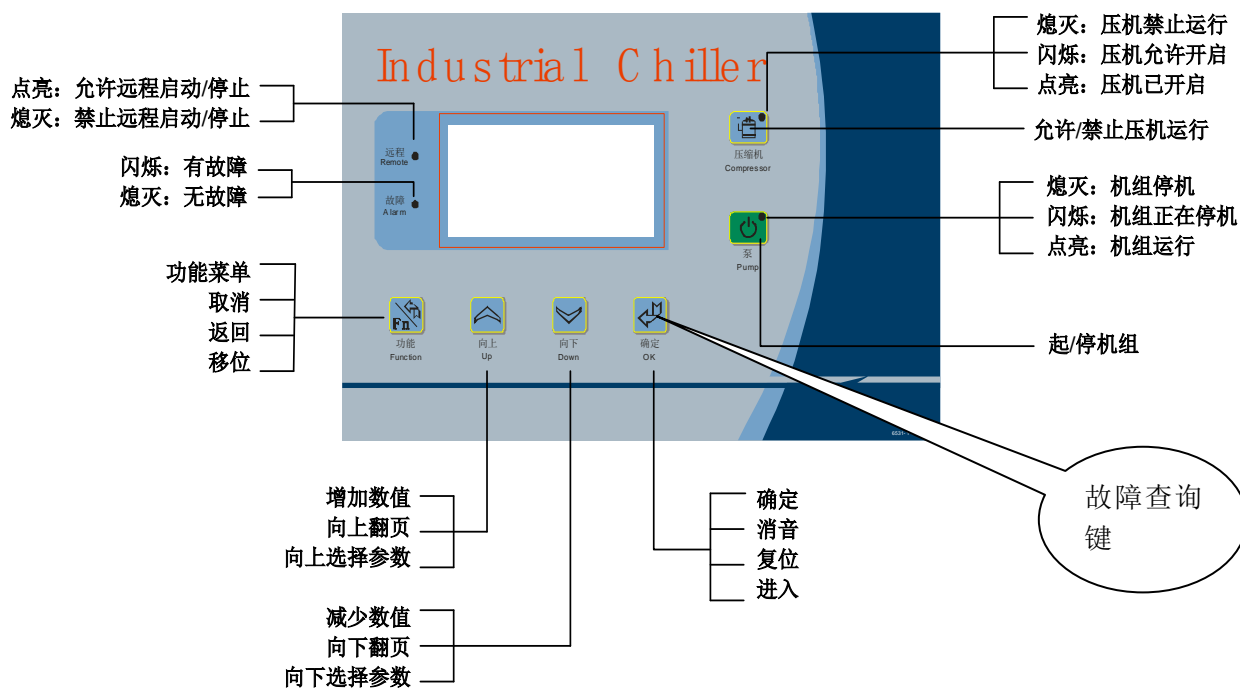 Industrial Chiller
点亮：允许远程启动/停止
熄灭：禁止远程启动/停止
闪烁：有故障
熄灭：无故障
功能菜单
取消
返回
移位
远程
Remote
故障
Alarm
压缩机
Compressor
泵
Pump
熄灭：压机禁止运行
闪烁：压机允许开启
点亮：压机已开启
允许/禁止压机运行
熄灭：机组停机
闪烁：机组正在停机
点亮：机组运行
起/停机组
Fn
功能
Function
向上
Up
向下
Down
确定
OK
增加数值
向上翻页
向上选择参数
减少数值
向下翻页
向下选择参数
确定
消音
复位
进入
故障查询
键